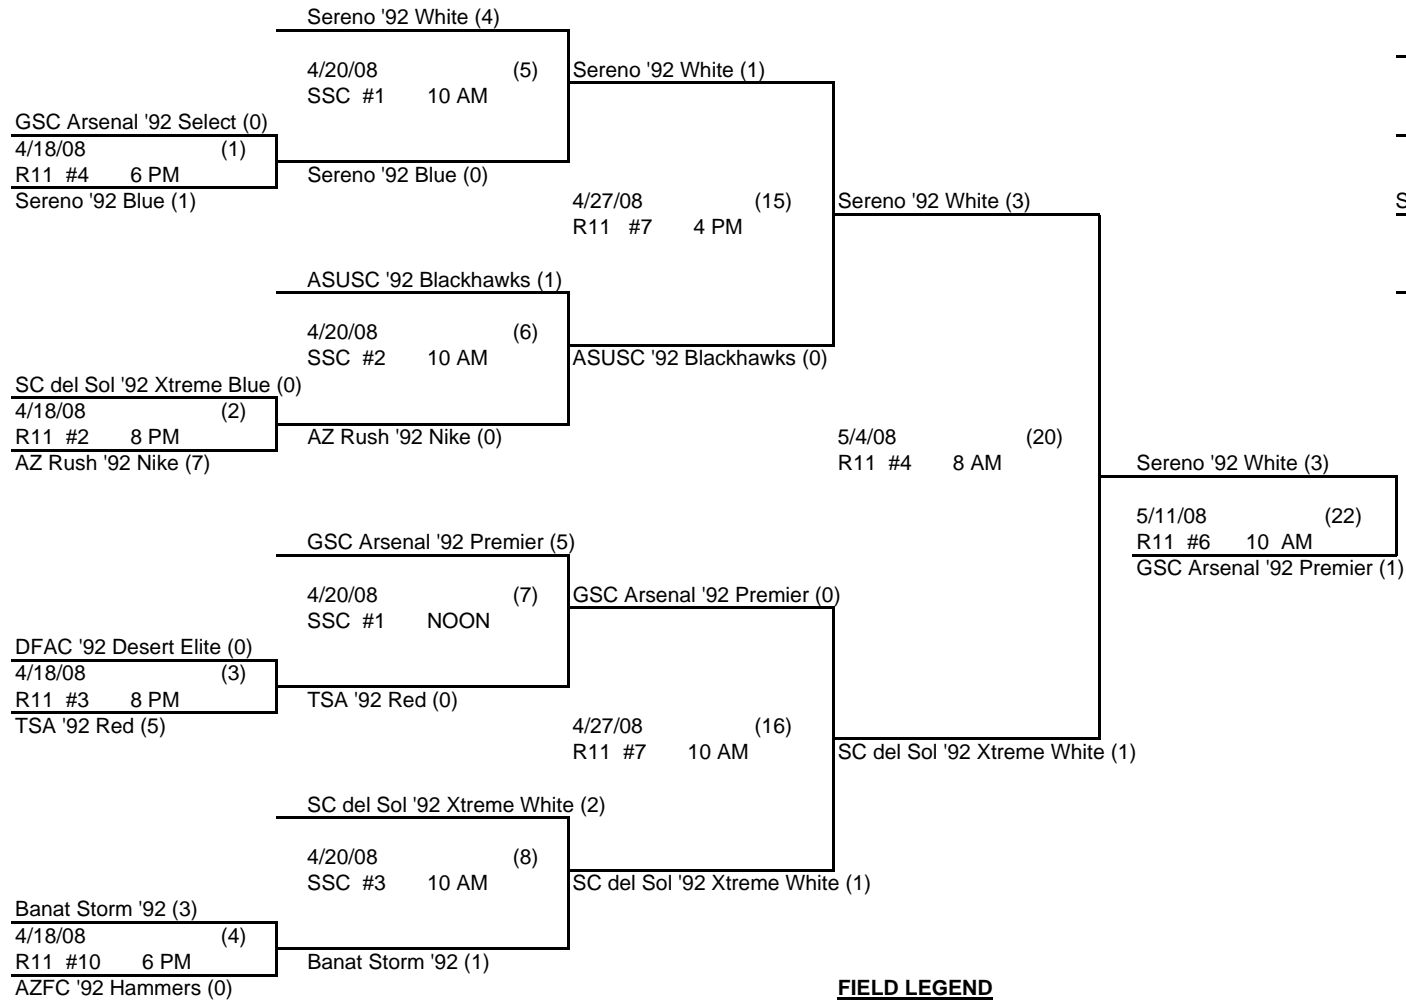 Sereno '92 White (4)
4/20/08 (5)
SSC #1 10 AM
Sereno '92 White (1)
GSC Arsenal '92 Select (0)
4/18/08 (1)
R11 #4 6 PM
Sereno '92 Blue (1)
Sereno '92 Blue (0)
4/27/08 (15)
R11 #7 4 PM
Sereno '92 White (3)
S
ASUSC '92 Blackhawks (1)
4/20/08 (6)
SSC #2 10 AM
ASUSC '92 Blackhawks (0)
SC del Sol '92 Xtreme Blue (0)
4/18/08 (2)
R11 #2 8 PM
AZ Rush '92 Nike (7)
AZ Rush '92 Nike (0)
5/4/08 (20)
R11 #4 8 AM
Sereno '92 White (3)
5/11/08 (22)
R11 #6 10 AM
GSC Arsenal '92 Premier (1)
GSC Arsenal '92 Premier (5)
4/20/08 (7)
SSC #1 NOON
GSC Arsenal '92 Premier (0)
DFAC '92 Desert Elite (0)
4/18/08 (3)
R11 #3 8 PM
TSA '92 Red (5)
TSA '92 Red (0)
4/27/08 (16)
R11 #7 10 AM
SC del Sol '92 Xtreme White (1)
SC del Sol '92 Xtreme White (2)
4/20/08 (8)
SSC #3 10 AM
SC del Sol '92 Xtreme White (1)
Banat Storm '92 (3)
4/18/08 (4)
R11 #10 6 PM
AZFC '92 Hammers (0)
Banat Storm '92 (1)
FIELD LEGEND